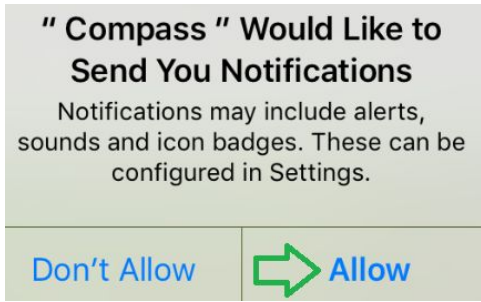 " Compass " Would Like to
Send You Notifications
Notifications may include alerts,
sounds and icon badges. These can be
configured in Settings.
Don't Allow
Allow